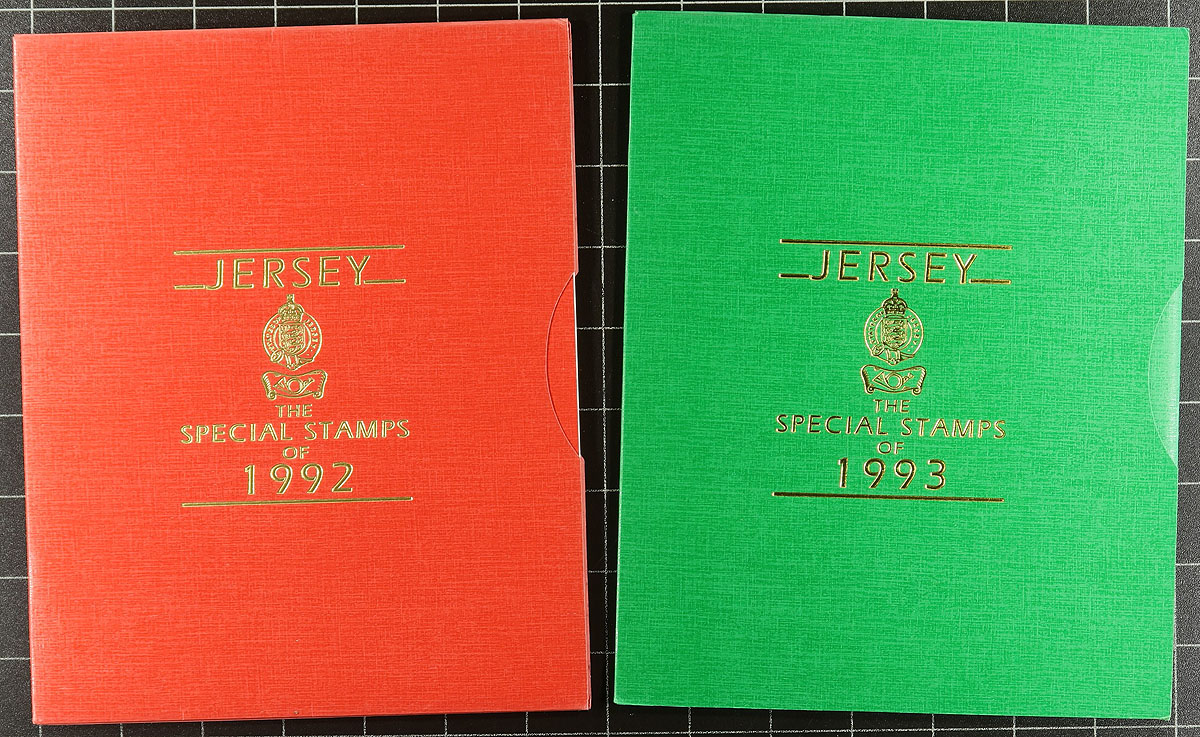 JERSEY
THE
SPECIAL STAMPS
OF
1992
JERSEY
THE
SPECIAL STAMPS
OF
1993